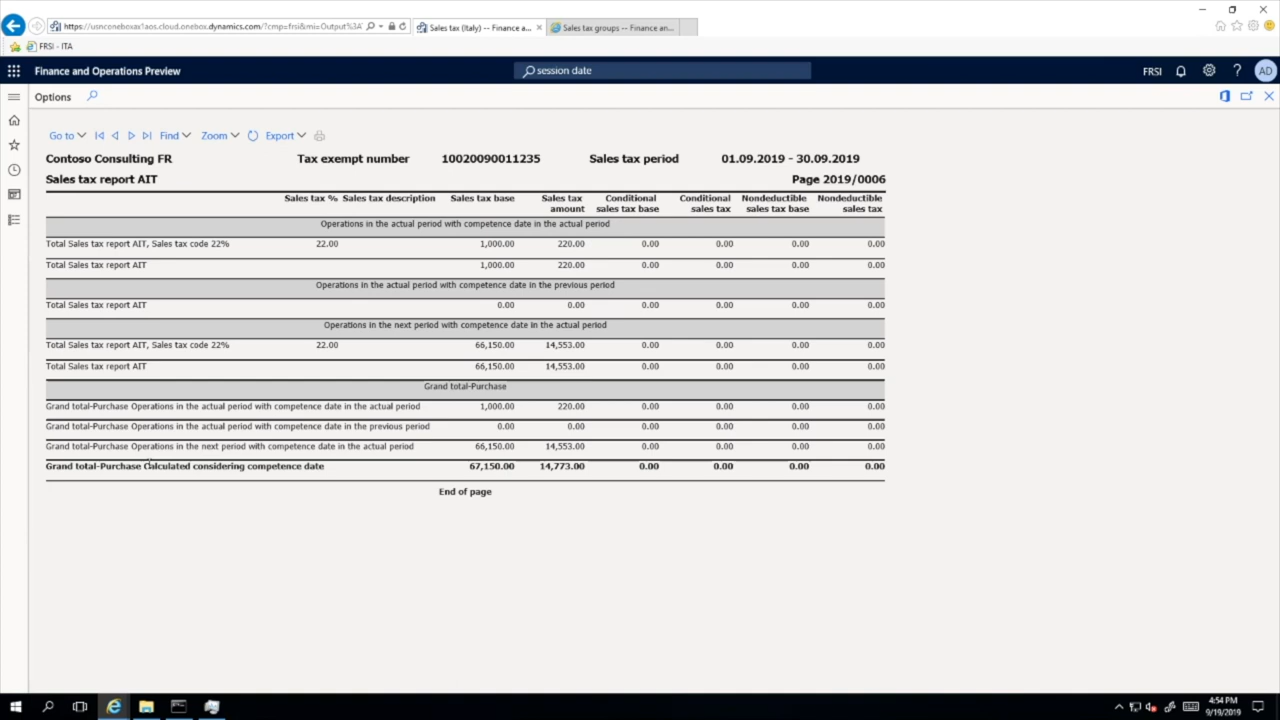 https://usnconeboxax1aos.cloud.onebox.dynamics.com/?cmp=frsi&mi=Output%3A
Sales tax (Italy) -- Finance a...
Sales tax groups -- Finance an...
FRSI - ITA
Finance and Operations Preview
session date
FRSI
?
AD
Options
Go to
Find
Zoom
Export
Contoso Consulting FR Tax exempt number 10020090011235 Sales tax period 01.09.2019 - 30.09.2019
Sales tax report AIT Page 2019/0006
Sales tax % Sales tax description Sales tax base Sales tax amount Conditional sales tax base Conditional sales tax Nondeductible sales tax base Nondeductible sales tax
Operations in the actual period with competence date in the actual period
Total Sales tax report AIT, Sales tax code 22% 22.00 1,000.00 220.00 0.00 0.00 0.00 0.00
Total Sales tax report AIT 1,000.00 220.00 0.00 0.00 0.00 0.00
Operations in the actual period with competence date in the previous period
Total Sales tax report AIT 0.00 0.00 0.00 0.00 0.00 0.00
Operations in the next period with competence date in the actual period
Total Sales tax report AIT, Sales tax code 22% 22.00 66,150.00 14,553.00 0.00 0.00 0.00 0.00
Total Sales tax report AIT 66,150.00 14,553.00 0.00 0.00 0.00 0.00
Grand total-Purchase
Grand total-Purchase Operations in the actual period with competence date in the actual period 1,000.00 220.00 0.00 0.00 0.00 0.00
Grand total-Purchase Operations in the actual period with competence date in the previous period 0.00 0.00 0.00 0.00 0.00 0.00
Grand total-Purchase Operations in the next period with competence date in the actual period 66,150.00 14,553.00 0.00 0.00 0.00 0.00
Grand total-Purchase Calculated considering competence date 67,150.00 14,773.00 0.00 0.00 0.00 0.00
End of page
4:54 PM
9/19/2019